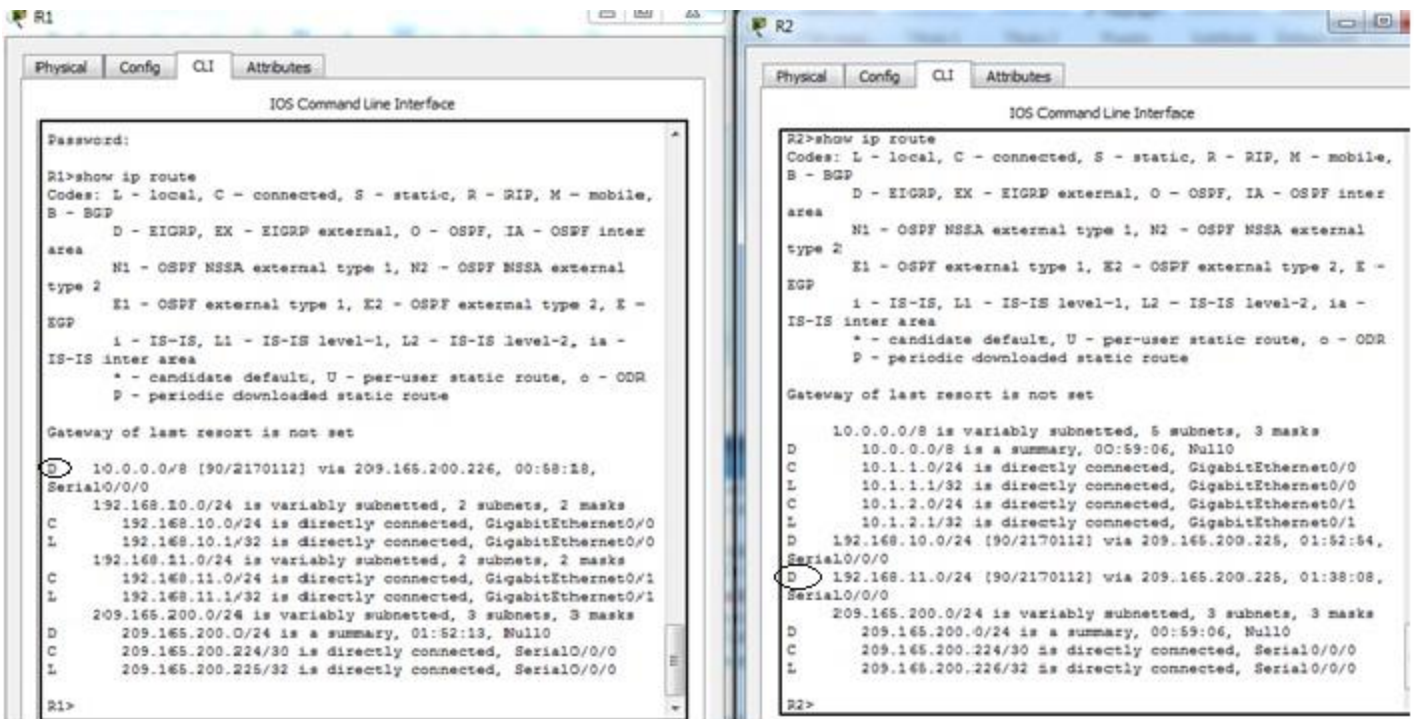 R1
Physical Config CLI Attributes
IOS Command Line Interface
Password:
R1>show ip route
Codes: L - local, C - connected, S - static, R - RIP, M - mobile,
B - BGP
D - EIGRP, EX - EIGRP external, O - OSPF, IA - OSPF inter
area
N1 - OSPF NSSA external type 1, N2 - OSPF NSSA external
type 2
E1 - OSPF external type 1, E2 - OSPF external type 2, E -
EGP
i - IS-IS, L1 - IS-IS level-1, L2 - IS-IS level-2, ia -
IS-IS inter area
* - candidate default, U - per-user static route, o - ODR
P - periodic downloaded static route
Gateway of last resort is not set
D 10.0.0.0/8 [90/2170112] via 209.165.200.226, 00:58:18,
Serial0/0/0
192.168.10.0/24 is variably subnetted, 2 subnets, 2 masks
C 192.168.10.0/24 is directly connected, GigabitEthernet0/0
L 192.168.10.1/32 is directly connected, GigabitEthernet0/0
192.168.11.0/24 is variably subnetted, 2 subnets, 2 masks
C 192.168.11.0/24 is directly connected, GigabitEthernet0/1
L 192.168.11.1/32 is directly connected, GigabitEthernet0/1
209.165.200.0/24 is variably subnetted, 3 subnets, 3 masks
D 209.165.200.0/24 is a summary, 01:52:13, Null0
C 209.165.200.224/30 is directly connected, Serial0/0/0
L 209.165.200.225/32 is directly connected, Serial0/0/0
R1>
R2
Physical Config CLI Attributes
IOS Command Line Interface
R2>show ip route
Codes: L - local, C - connected, S - static, R - RIP, M - mobile,
B - BGP
D - EIGRP, EX - EIGRP external, O - OSPF, IA - OSPF inter
area
N1 - OSPF NSSA external type 1, N2 - OSPF NSSA external
type 2
E1 - OSPF external type 1, E2 - OSPF external type 2, E -
EGP
i - IS-IS, L1 - IS-IS level-1, L2 - IS-IS level-2, ia -
IS-IS inter area
* - candidate default, U - per-user static route, o - ODR
P - periodic downloaded static route
Gateway of last resort is not set
10.0.0.0/8 is variably subnetted, 5 subnets, 3 masks
D 10.0.0.0/8 is a summary, 00:59:06, Null0
C 10.1.1.0/24 is directly connected, GigabitEthernet0/0
L 10.1.1.1/32 is directly connected, GigabitEthernet0/0
C 10.1.2.0/24 is directly connected, GigabitEthernet0/1
L 10.1.2.1/32 is directly connected, GigabitEthernet0/1
D 192.168.10.0/24 [90/2170112] via 209.165.200.225, 01:52:54,
Serial0/0/0
D 192.168.11.0/24 [90/2170112] via 209.165.200.225, 01:38:08,
Serial0/0/0
209.165.200.0/24 is variably subnetted, 3 subnets, 3 masks
D 209.165.200.0/24 is a summary, 00:59:06, Null0
C 209.165.200.224/30 is directly connected, Serial0/0/0
L 209.165.200.226/32 is directly connected, Serial0/0/0
R2>